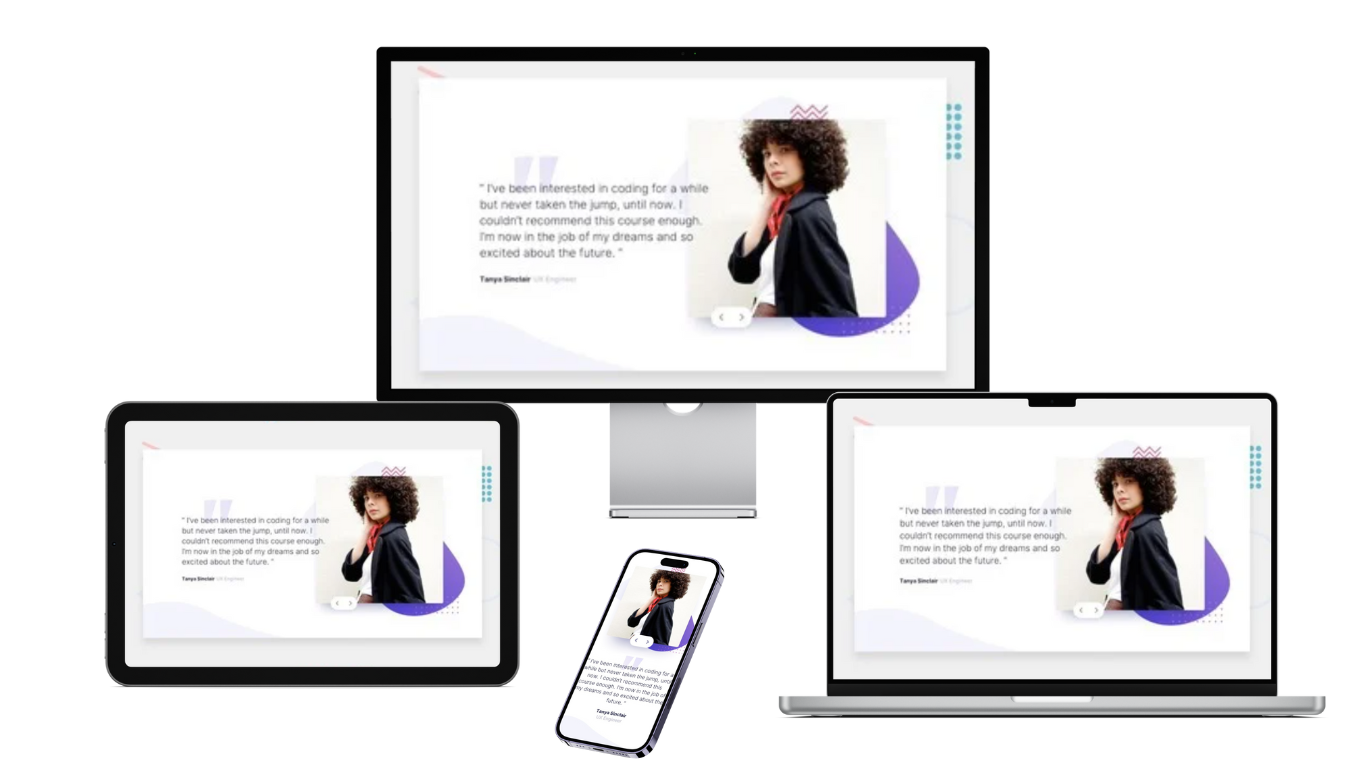 “ I've been interested in coding for a while
but never taken the jump, until now. I
couldn't recommend this course enough.
I'm now in the job of my dreams and so
excited about the future. ”
Tanya Sinclair UX Engineer
“ I've been interested in coding for a while
but never taken the jump, until now. I
couldn't recommend this course enough.
I'm now in the job of my dreams and so
excited about the future. ”
Tanya Sinclair UX Engineer
“ I've been interested in coding for a while
but never taken the jump, until now. I
couldn't recommend this course enough.
I'm now in the job of my dreams and so
excited about the future. ”
Tanya Sinclair UX Engineer
“ I've been interested in coding for a
while but never taken the jump, until
now. I couldn't recommend this
course enough. I'm now in the job of
my dreams and so excited about the
future. ”
Tanya Sinclair
UX Engineer